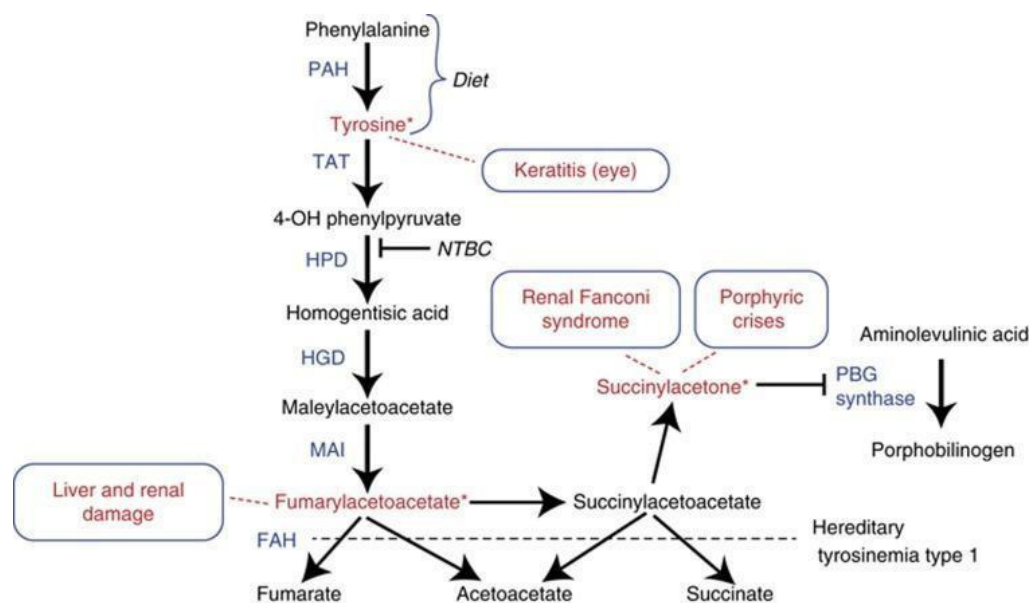 Phenylalanine
PAH
Diet
Tyrosine*
TAT
Keratitis (eye)
4-OH phenylpyruvate
HPD
NTBC
Homogentisic acid
HGD
Maleylacetoacetate
MAI
Renal Fanconi
syndrome
Porphyric
crises
Aminolevulinic acid
Succinylacetone*
PBG
synthase
Porphobilinogen
Liver and renal
damage
Fumarylacetoacetate*
Succinylacetoacetate
FAH
Hereditary
tyrosinemia type 1
Fumarate
Acetoacetate
Succinate